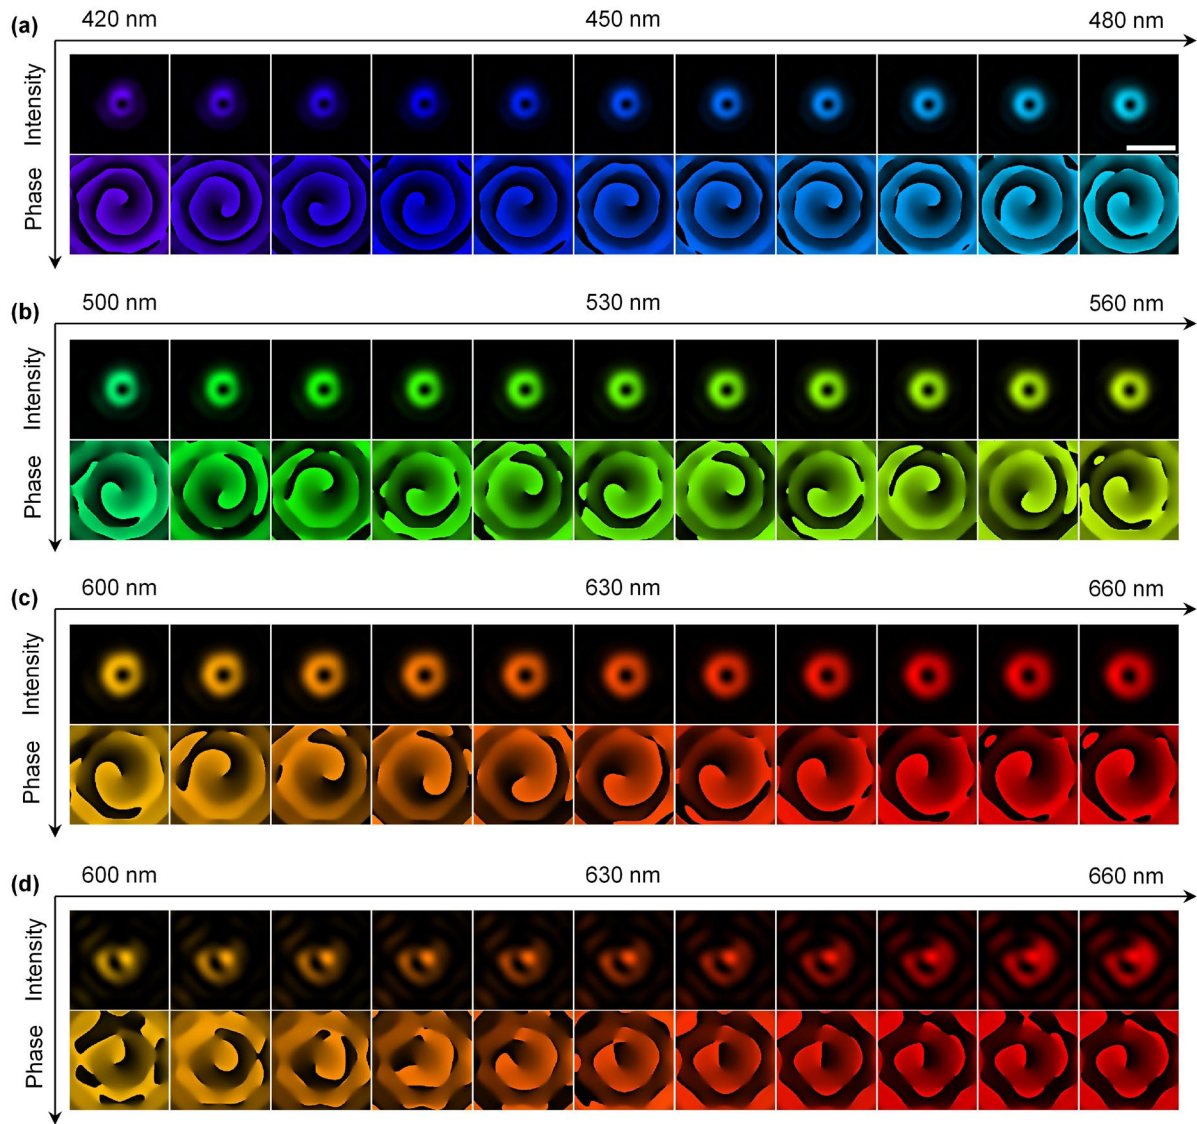 (a) 420 nm 450 nm 480 nm
Intensity
Phase
(b) 500 nm 530 nm 560 nm
Intensity
Phase
(c) 600 nm 630 nm 660 nm
Intensity
Phase
(d) 600 nm 630 nm 660 nm
Intensity
Phase